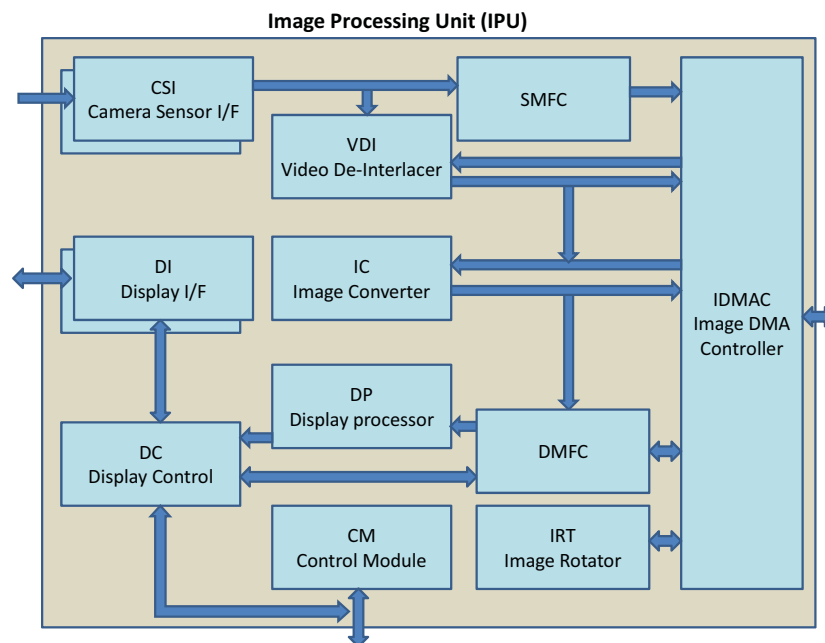 Image Processing Unit (IPU)
CSI
Camera Sensor I/F
SMFC
VDI
Video De-Interlacer
DI
Display I/F
IC
Image Converter
IDMAC
Image DMA
Controller
DP
Display processor
DC
Display Control
DMFC
CM
Control Module
IRT
Image Rotator